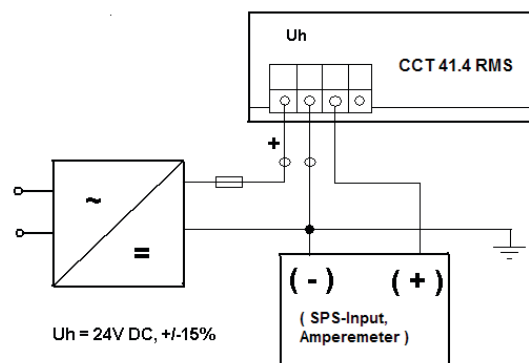 Uh
CCT 41.4 RMS
+
~
=
(-)
(+)
( SPS-Input,
Amperemeter )
Uh = 24V DC, +/-15%